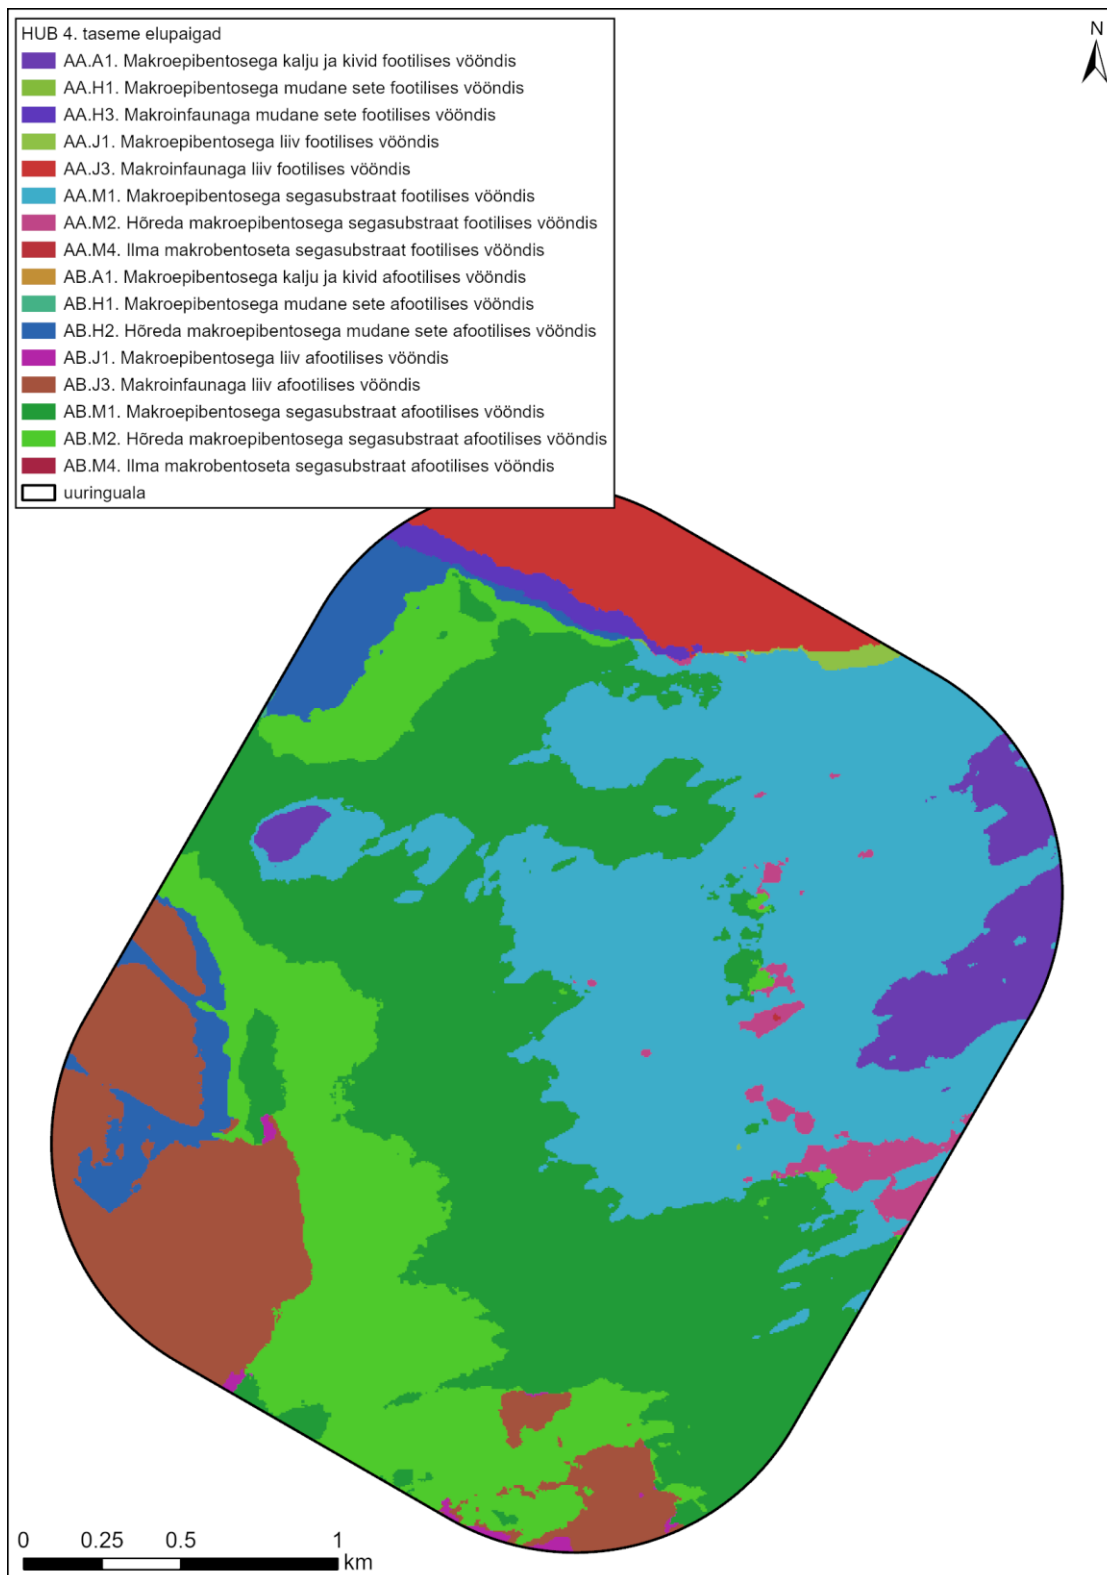 HUB 4. taseme elupaigad
N
AA.A1. Makroepibentosega kalju ja kivid footilises vööndis
AA.H1. Makroepibentosega mudane sete footilises vööndis
AA.H3. Makroinfaunaga mudane sete footilises vööndis
AA.J1. Makroepibentosega liiv footilises vööndis
AA.J3. Makroinfaunaga liiv footilises vööndis
AA.M1. Makroepibentosega segasubstraat footilises vööndis
AA.M2. Hõreda makroepibentosega segasubstraat footilises vööndis
AA.M4. Ilma makrobentoseta segasubstraat footilises vööndis
AB.A1. Makroepibentosega kalju ja kivid afootilises vööndis
AB.H1. Makroepibentosega mudane sete afootilises vööndis
AB.H2. Hõreda makroepibentosega mudane sete afootilises vööndis
AB.J1. Makroepibentosega liiv afootilises vööndis
AB.J3. Makroinfaunaga liiv afootilises vööndis
AB.M1. Makroepibentosega segasubstraat afootilises vööndis
AB.M2. Hõreda makroepibentosega segasubstraat afootilises vööndis
AB.M4. Ilma makrobentoseta segasubstraat afootilises vööndis
uuringuala
0 0.25 0.5 1
km